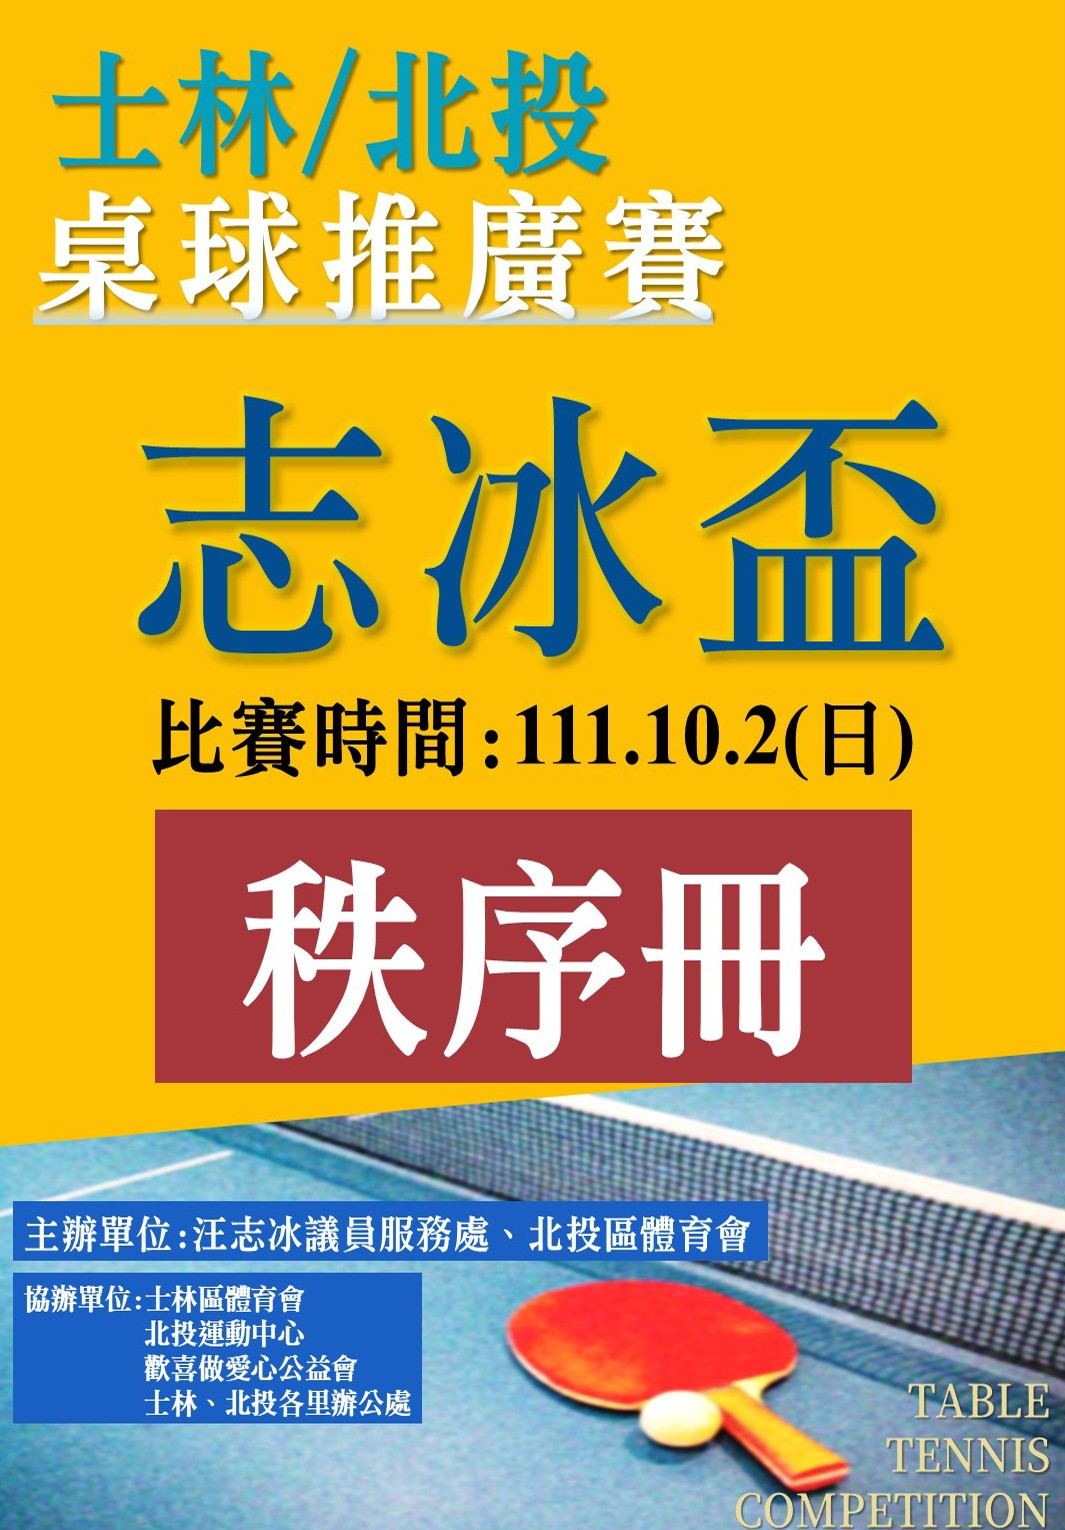 士林/北投
桌球推廣賽
志冰盃
比賽時間:111.10.2(日)
秩序冊
主辦單位:汪志冰議員服務處、北投區體育會
協辦單位:士林區體育會
北投運動中心
歡喜做愛心公益會
士林、北投各里辦公處
TABLE
TENNIS
COMPETITION